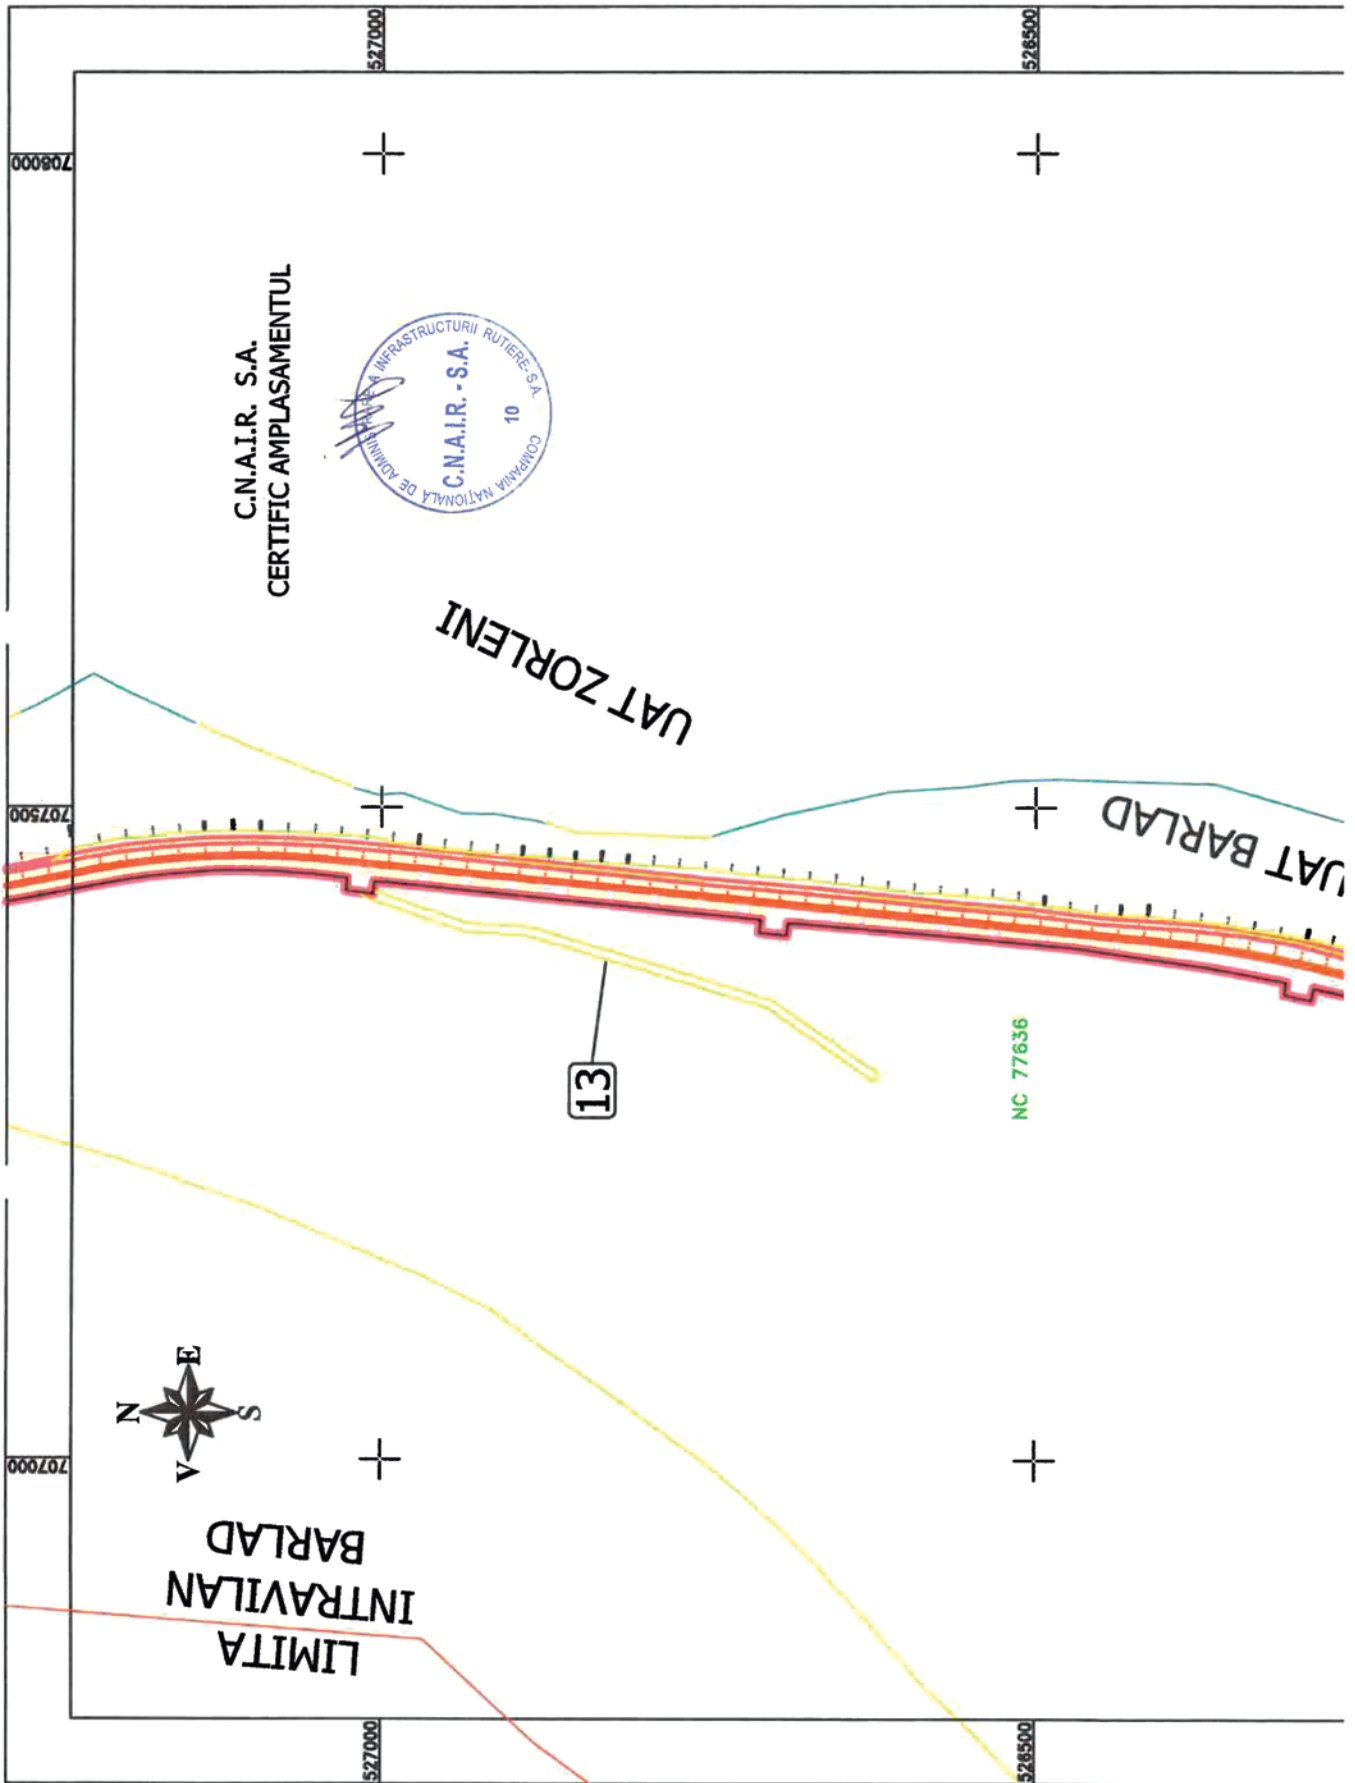 527000
526500
708000
C.N.A.I.R. S.A.
CERTIFIC AMPLASAMENTUL
COMPANIA NAȚIONALĂ DE ADMINISTRARE A INFRASTRUCTURII RUTIERE-S.A.
C.N.A.I.R. - S.A.
10
UAT ZORLENI
707500
UAT BARLAD
13
NC 77636
N
E
S
V
707000
LIMITA
INTRAVILAN
BARLAD
527000
526500